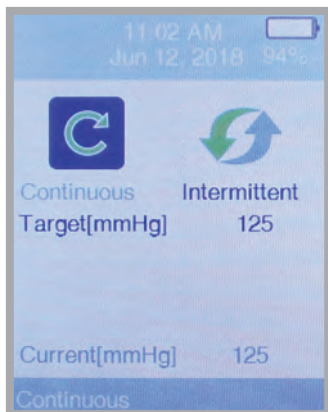 11:02 AM
Jun 12, 2018 94%
Continuous Intermittent
Target[mmHg] 125
Current[mmHg] 125
Continuous